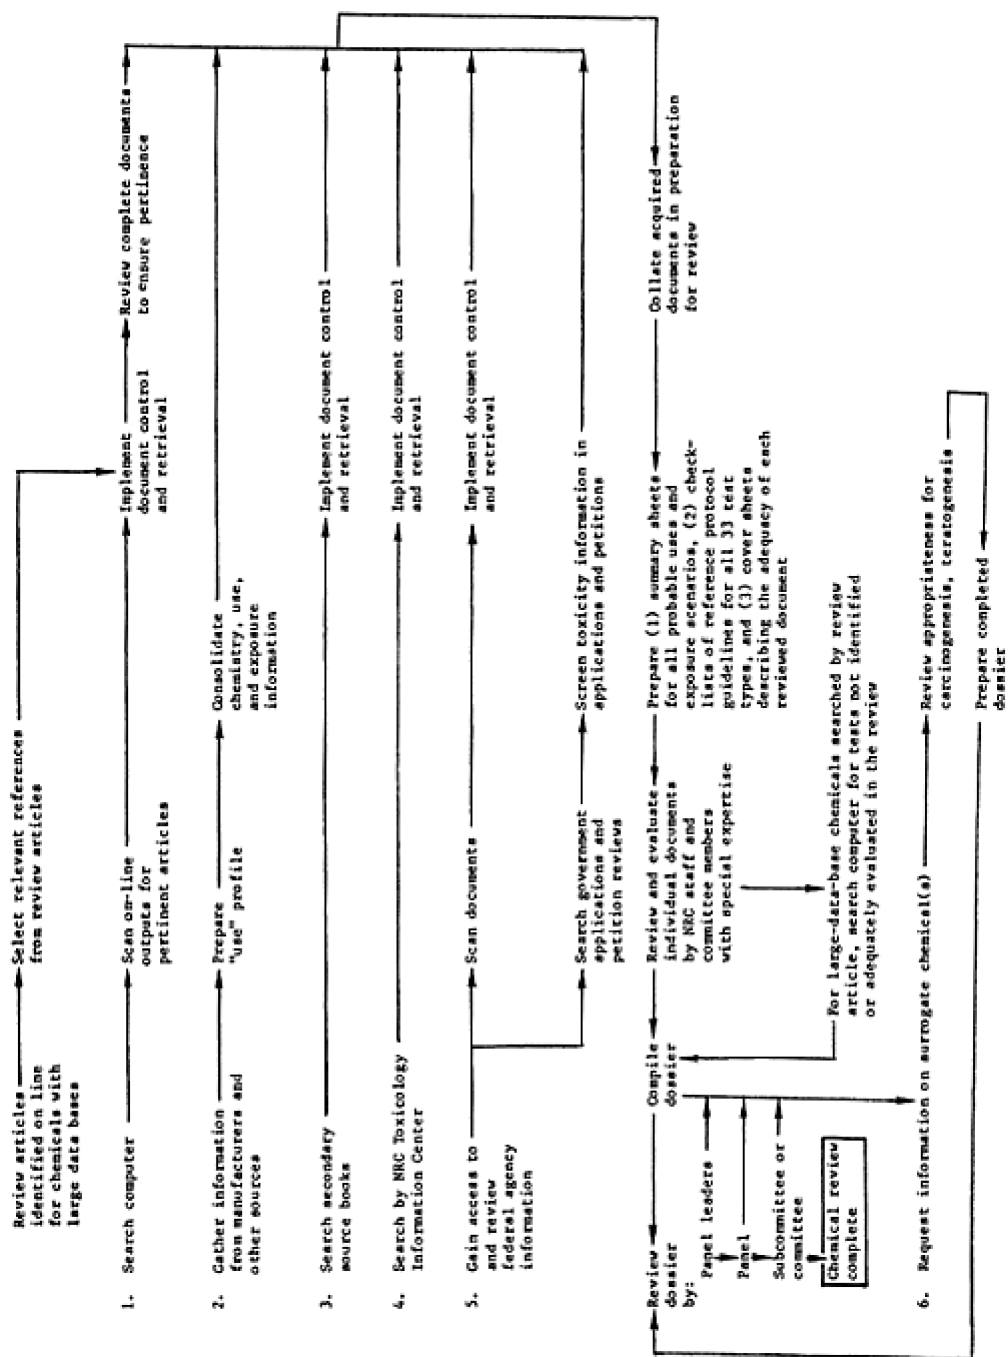 Review articles
identified on line
for chemicals with
large data bases
Select relevant references
from review articles
1. Search computer
Scan on-line
outputs for
pertinent articles
Implement
document control
and retrieval
Review complete documents
to ensure pertinence
2. Gather information
from manufacturers and
other sources
Prepare
"use" profile
Consolidate
chemistry, use,
and exposure
information
3. Search secondary
source books
Implement document control
and retrieval
4. Search by NRC Toxicology
Information Center
Implement document control
and retrieval
5. Gain access to
and review
federal agency
information
Scan documents
Implement document control
and retrieval
Search government
applications and
petition reviews
Screen toxicity information in
applications and petitions
Collate acquired
documents in preparation
for review
Prepare (1) summary sheets
for all probable uses and
exposure scenarios, (2) check-
lists of reference protocol
guidelines for all 33 test
types, and (3) cover sheets
describing the adequacy of each
reviewed document
Review and evaluate
individual documents
by NRC staff and
committee members
with special expertise
For large-data-base chemicals searched by review
article, search computer for tests not identified
or adequately evaluated in the review
Compile
dossier
Review
dossier
by:
Panel leaders
Panel
Subcommittee or
committee
Chemical review
complete
6. Request information on surrogate chemical(s)
Review appropriateness for
carcinogenesis, teratogenesis
Prepare completed
dossier